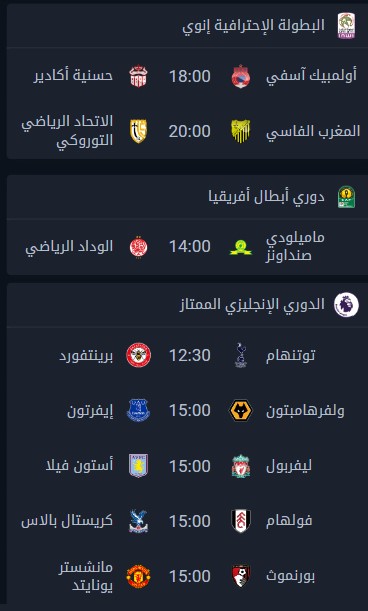 البطولة الإحترافية إنوي
أولمبيك آسفي 18:00 حسنية أكادير
المغرب الفاسي 20:00 الاتحاد الرياضي التوروكي
دوري أبطال أفريقيا
ماميلودي صنداونز 14:00 الوداد الرياضي
الدوري الإنجليزي الممتاز
توتنهام 12:30 برينتفورد
ولفرهامبتون 15:00 إيفرتون
ليفربول 15:00 أستون فيلا
فولهام 15:00 كريستال بالاس
بورنموث 15:00 مانشستر يونايتد